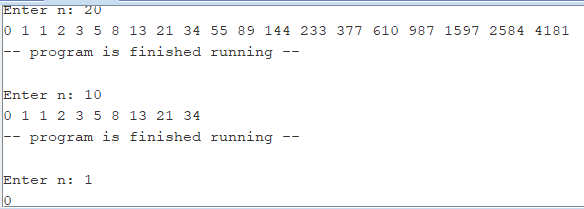 Enter n: 20
0 1 1 2 3 5 8 13 21 34 55 89 144 233 377 610 987 1597 2584 4181
-- program is finished running --
Enter n: 10
0 1 1 2 3 5 8 13 21 34
-- program is finished running --
Enter n: 1
0